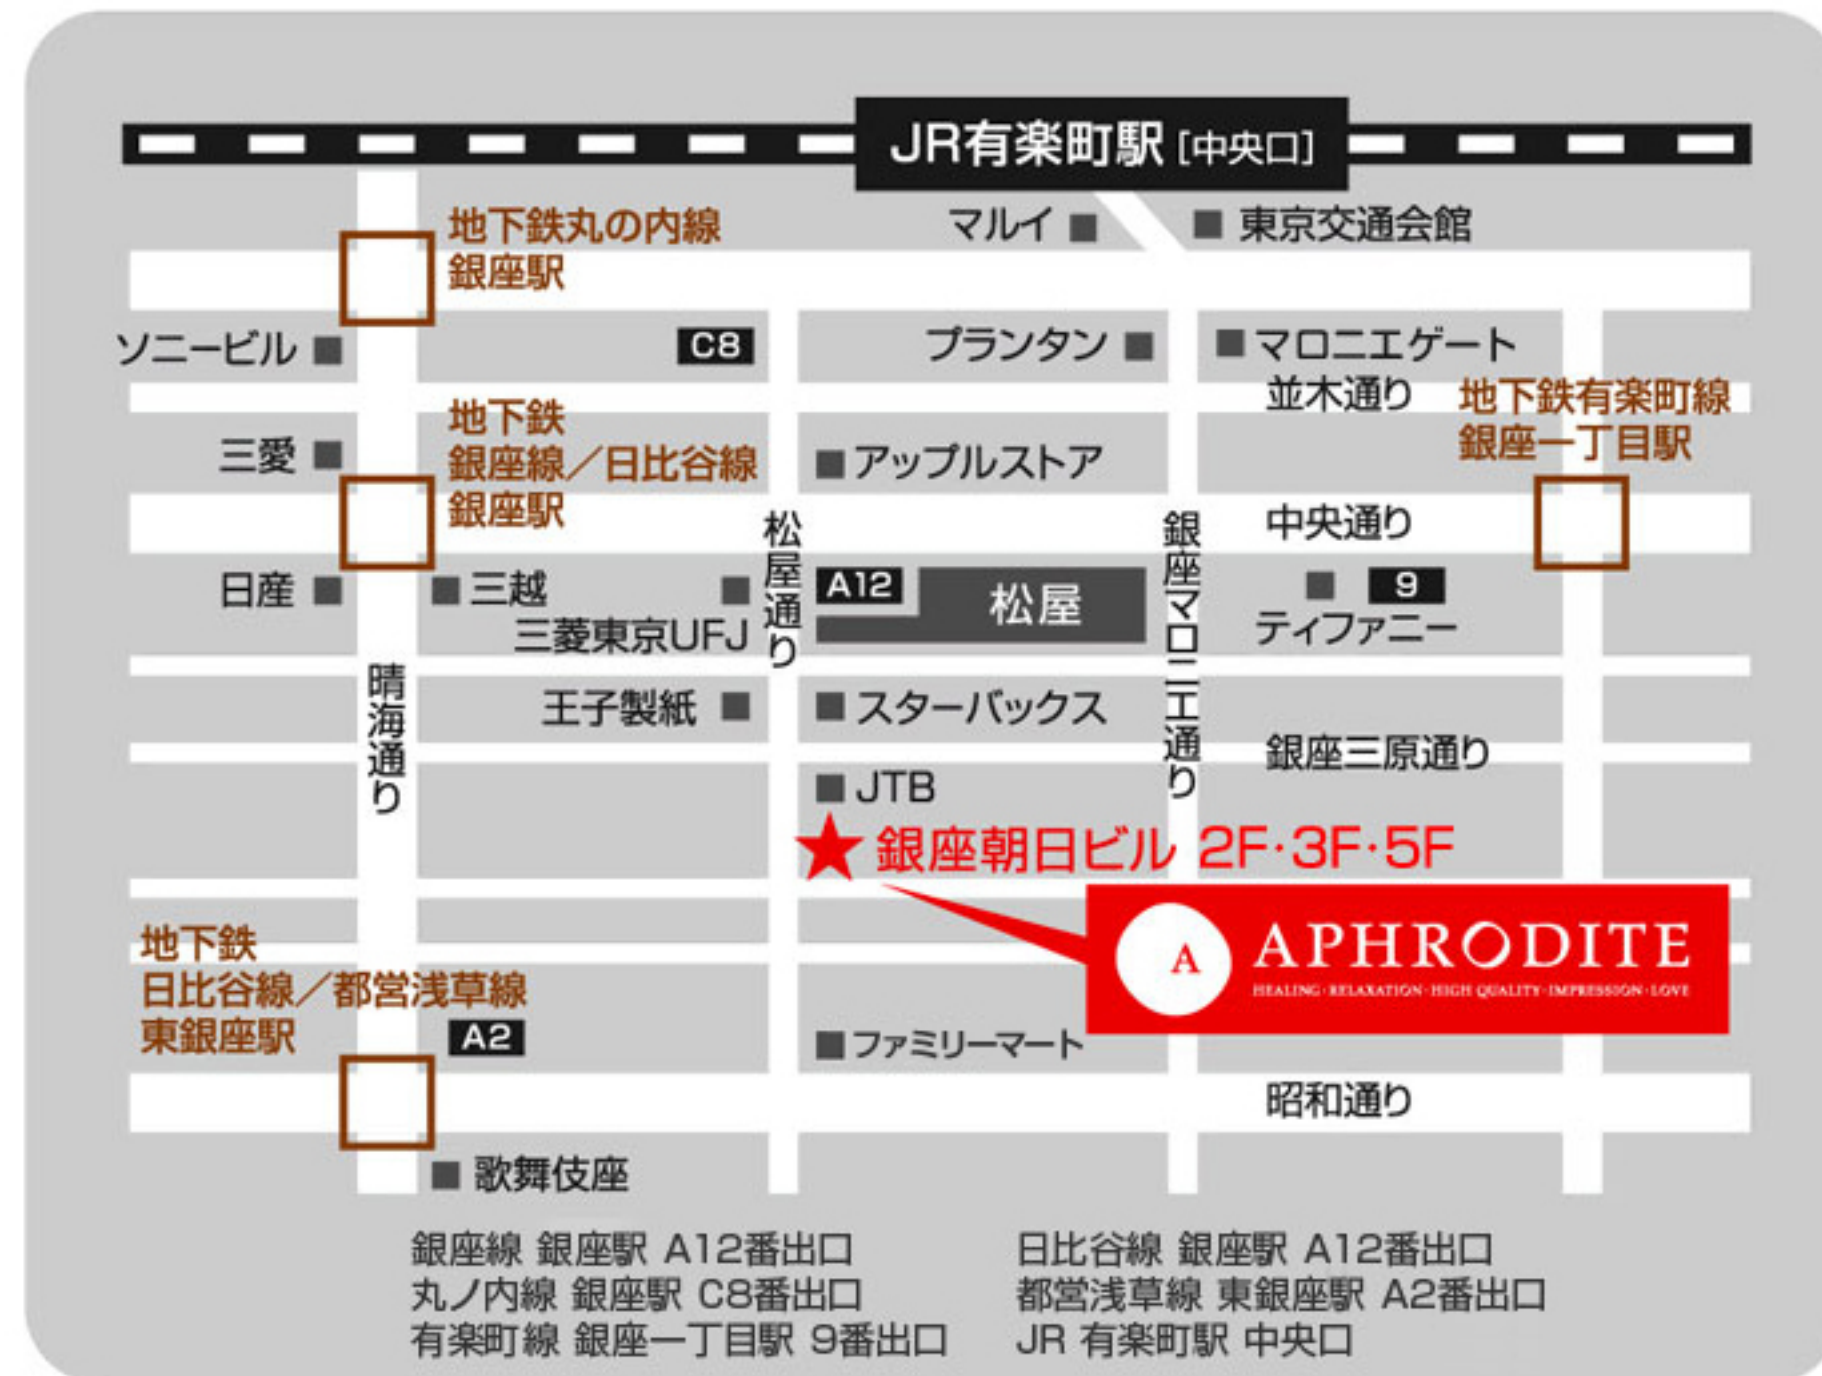 JR有楽町駅 [中央口]
マルイ
東京交通会館
地下鉄丸の内線
銀座駅
ソニービル
C8
プランタン
マロニエゲート
並木通り
地下鉄有楽町線
銀座一丁目駅
地下鉄
銀座線／日比谷線
銀座駅
三愛
アップルストア
中央通り
松屋通り
銀座マロニエ通り
日産
三越
三菱東京UFJ
A12
松屋
9
ティファニー
晴海通り
王子製紙
スターバックス
銀座三原通り
JTB
銀座朝日ビル 2F・3F・5F
A
APHRODITE
HEALING・RELAXATION・HIGH QUALITY・IMPRESSION・LOVE
地下鉄
日比谷線／都営浅草線
東銀座駅
A2
ファミリーマート
昭和通り
歌舞伎座
銀座線 銀座駅 A12番出口
丸ノ内線 銀座駅 C8番出口
有楽町線 銀座一丁目駅 9番出口
日比谷線 銀座駅 A12番出口
都営浅草線 東銀座駅 A2番出口
JR 有楽町駅 中央口